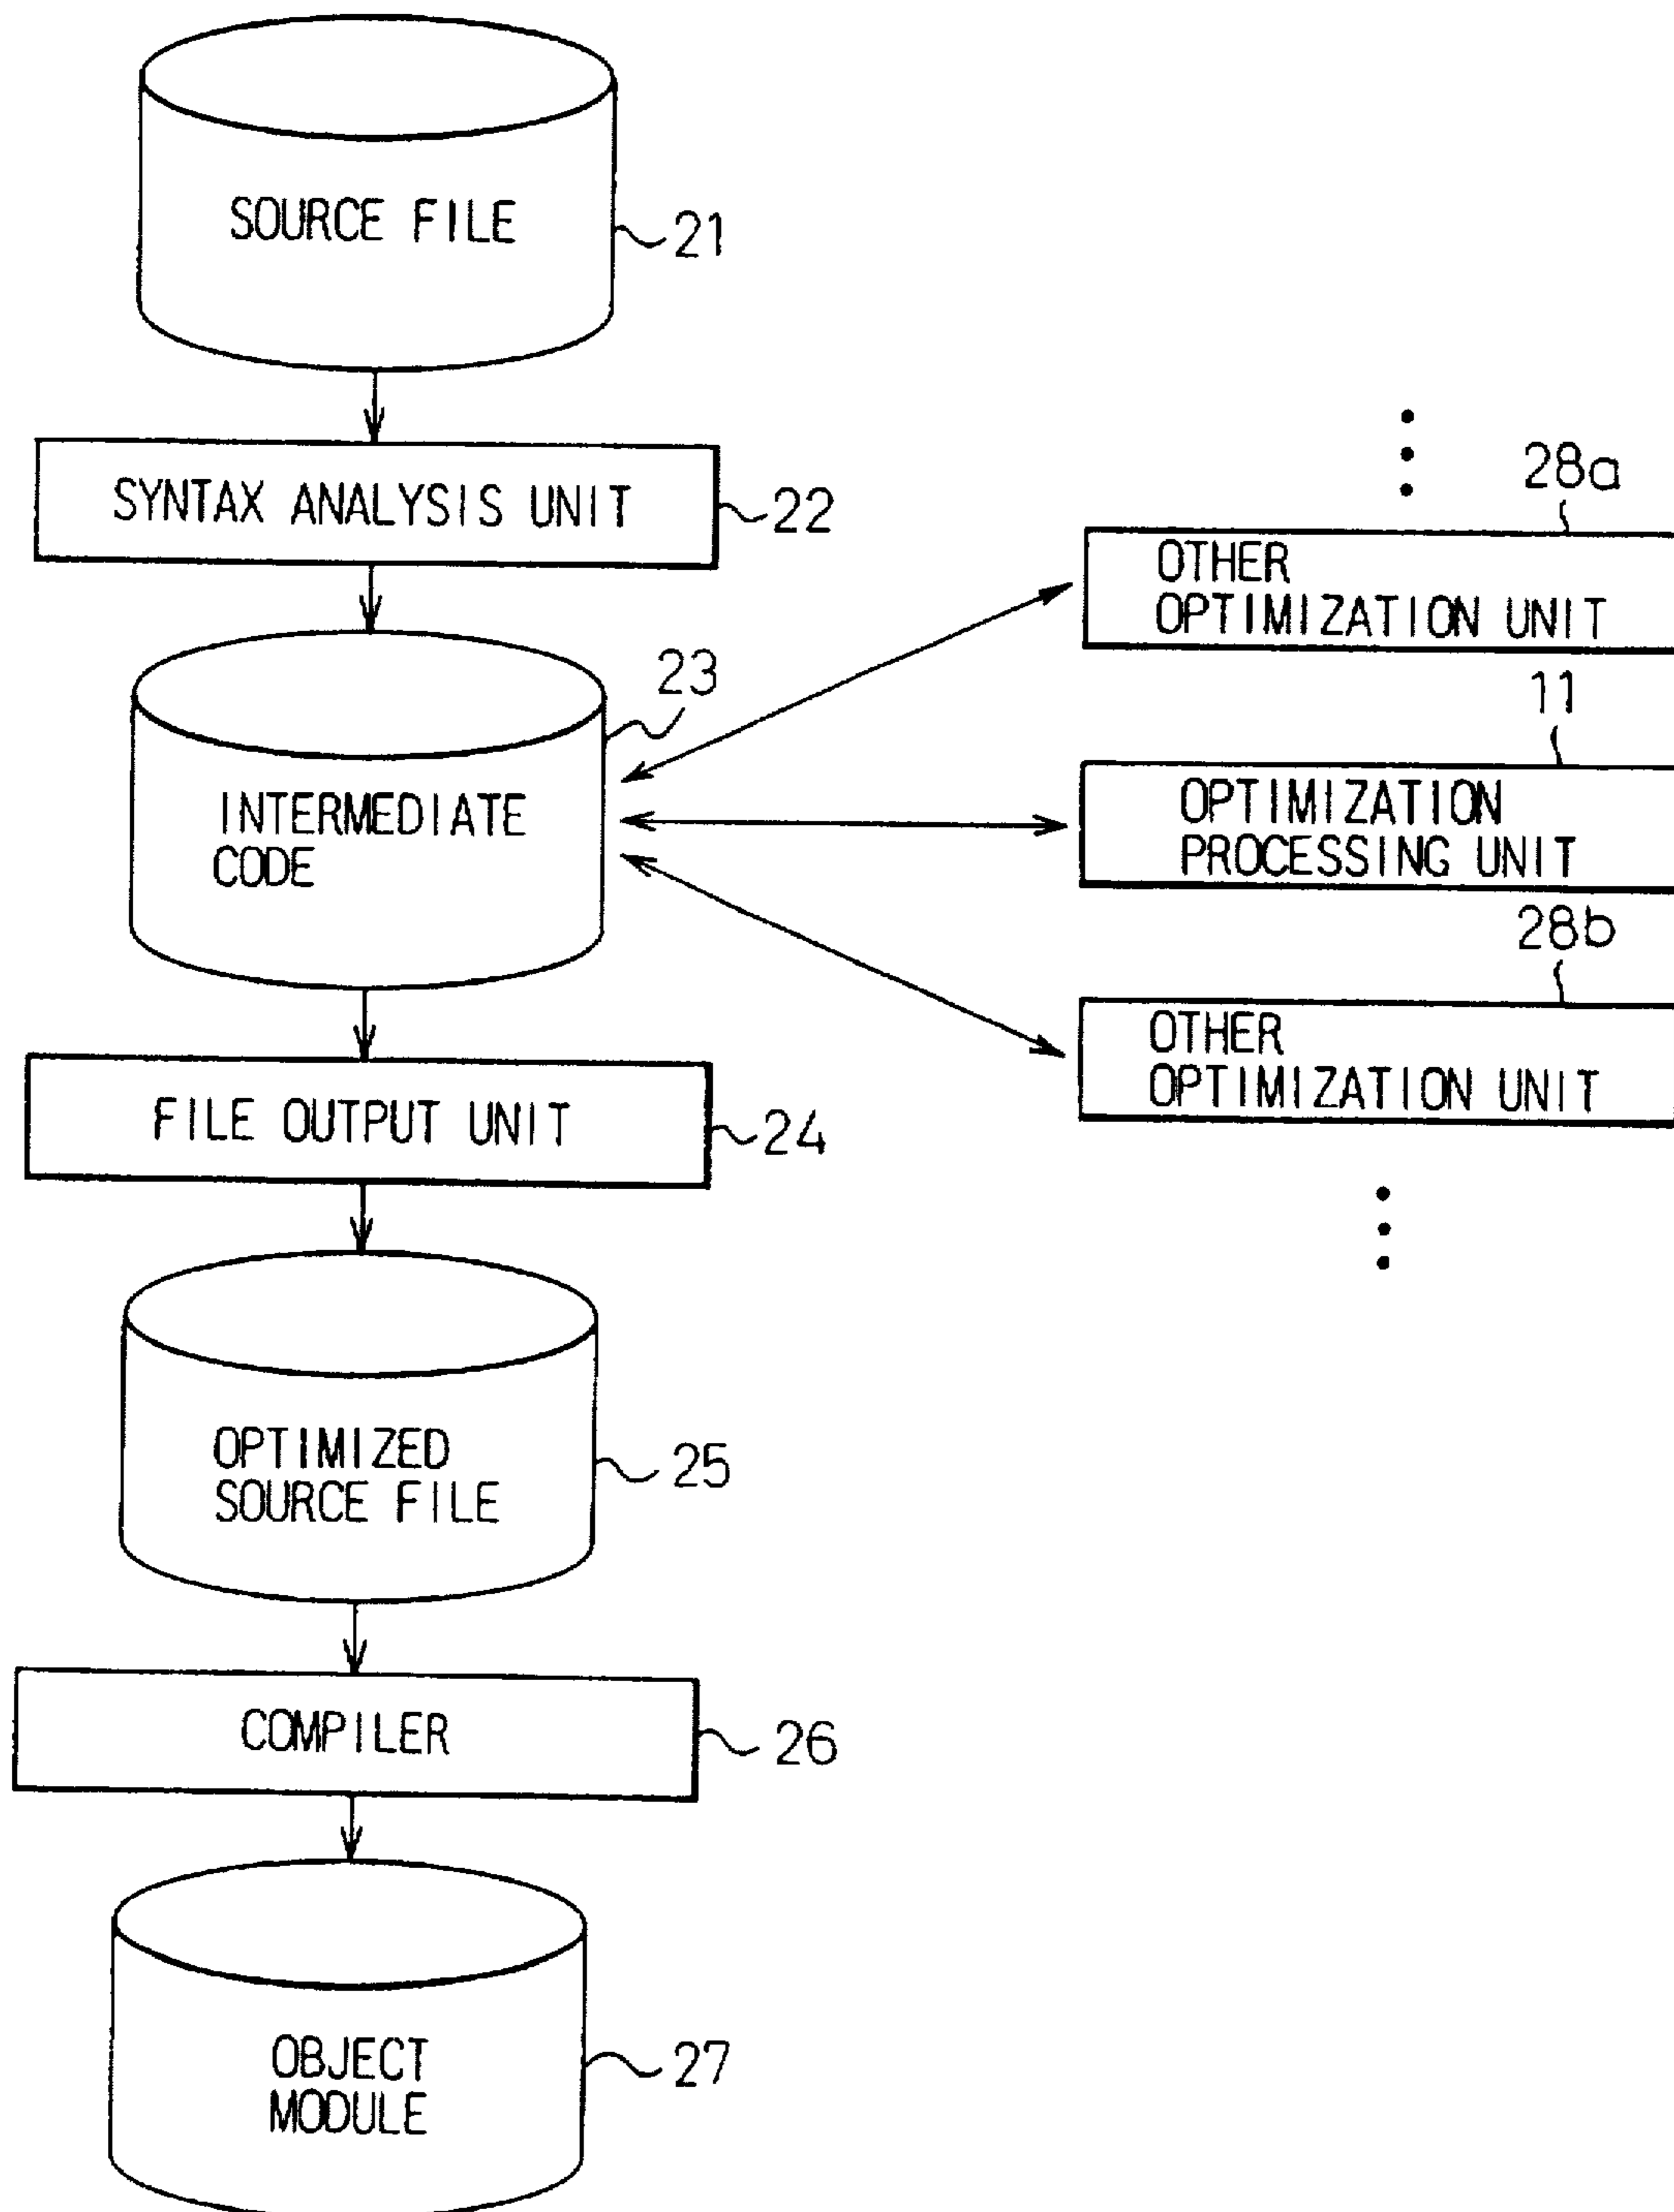 SOURCE FILE
21
SYNTAX ANALYSIS UNIT
22
23
INTERMEDIATE
CODE
28a
OTHER
OPTIMIZATION UNIT
11
OPTIMIZATION
PROCESSING UNIT
28b
OTHER
OPTIMIZATION UNIT
FILE OUTPUT UNIT
24
OPTIMIZED
SOURCE FILE
25
COMPILER
26
OBJECT
MODULE
27